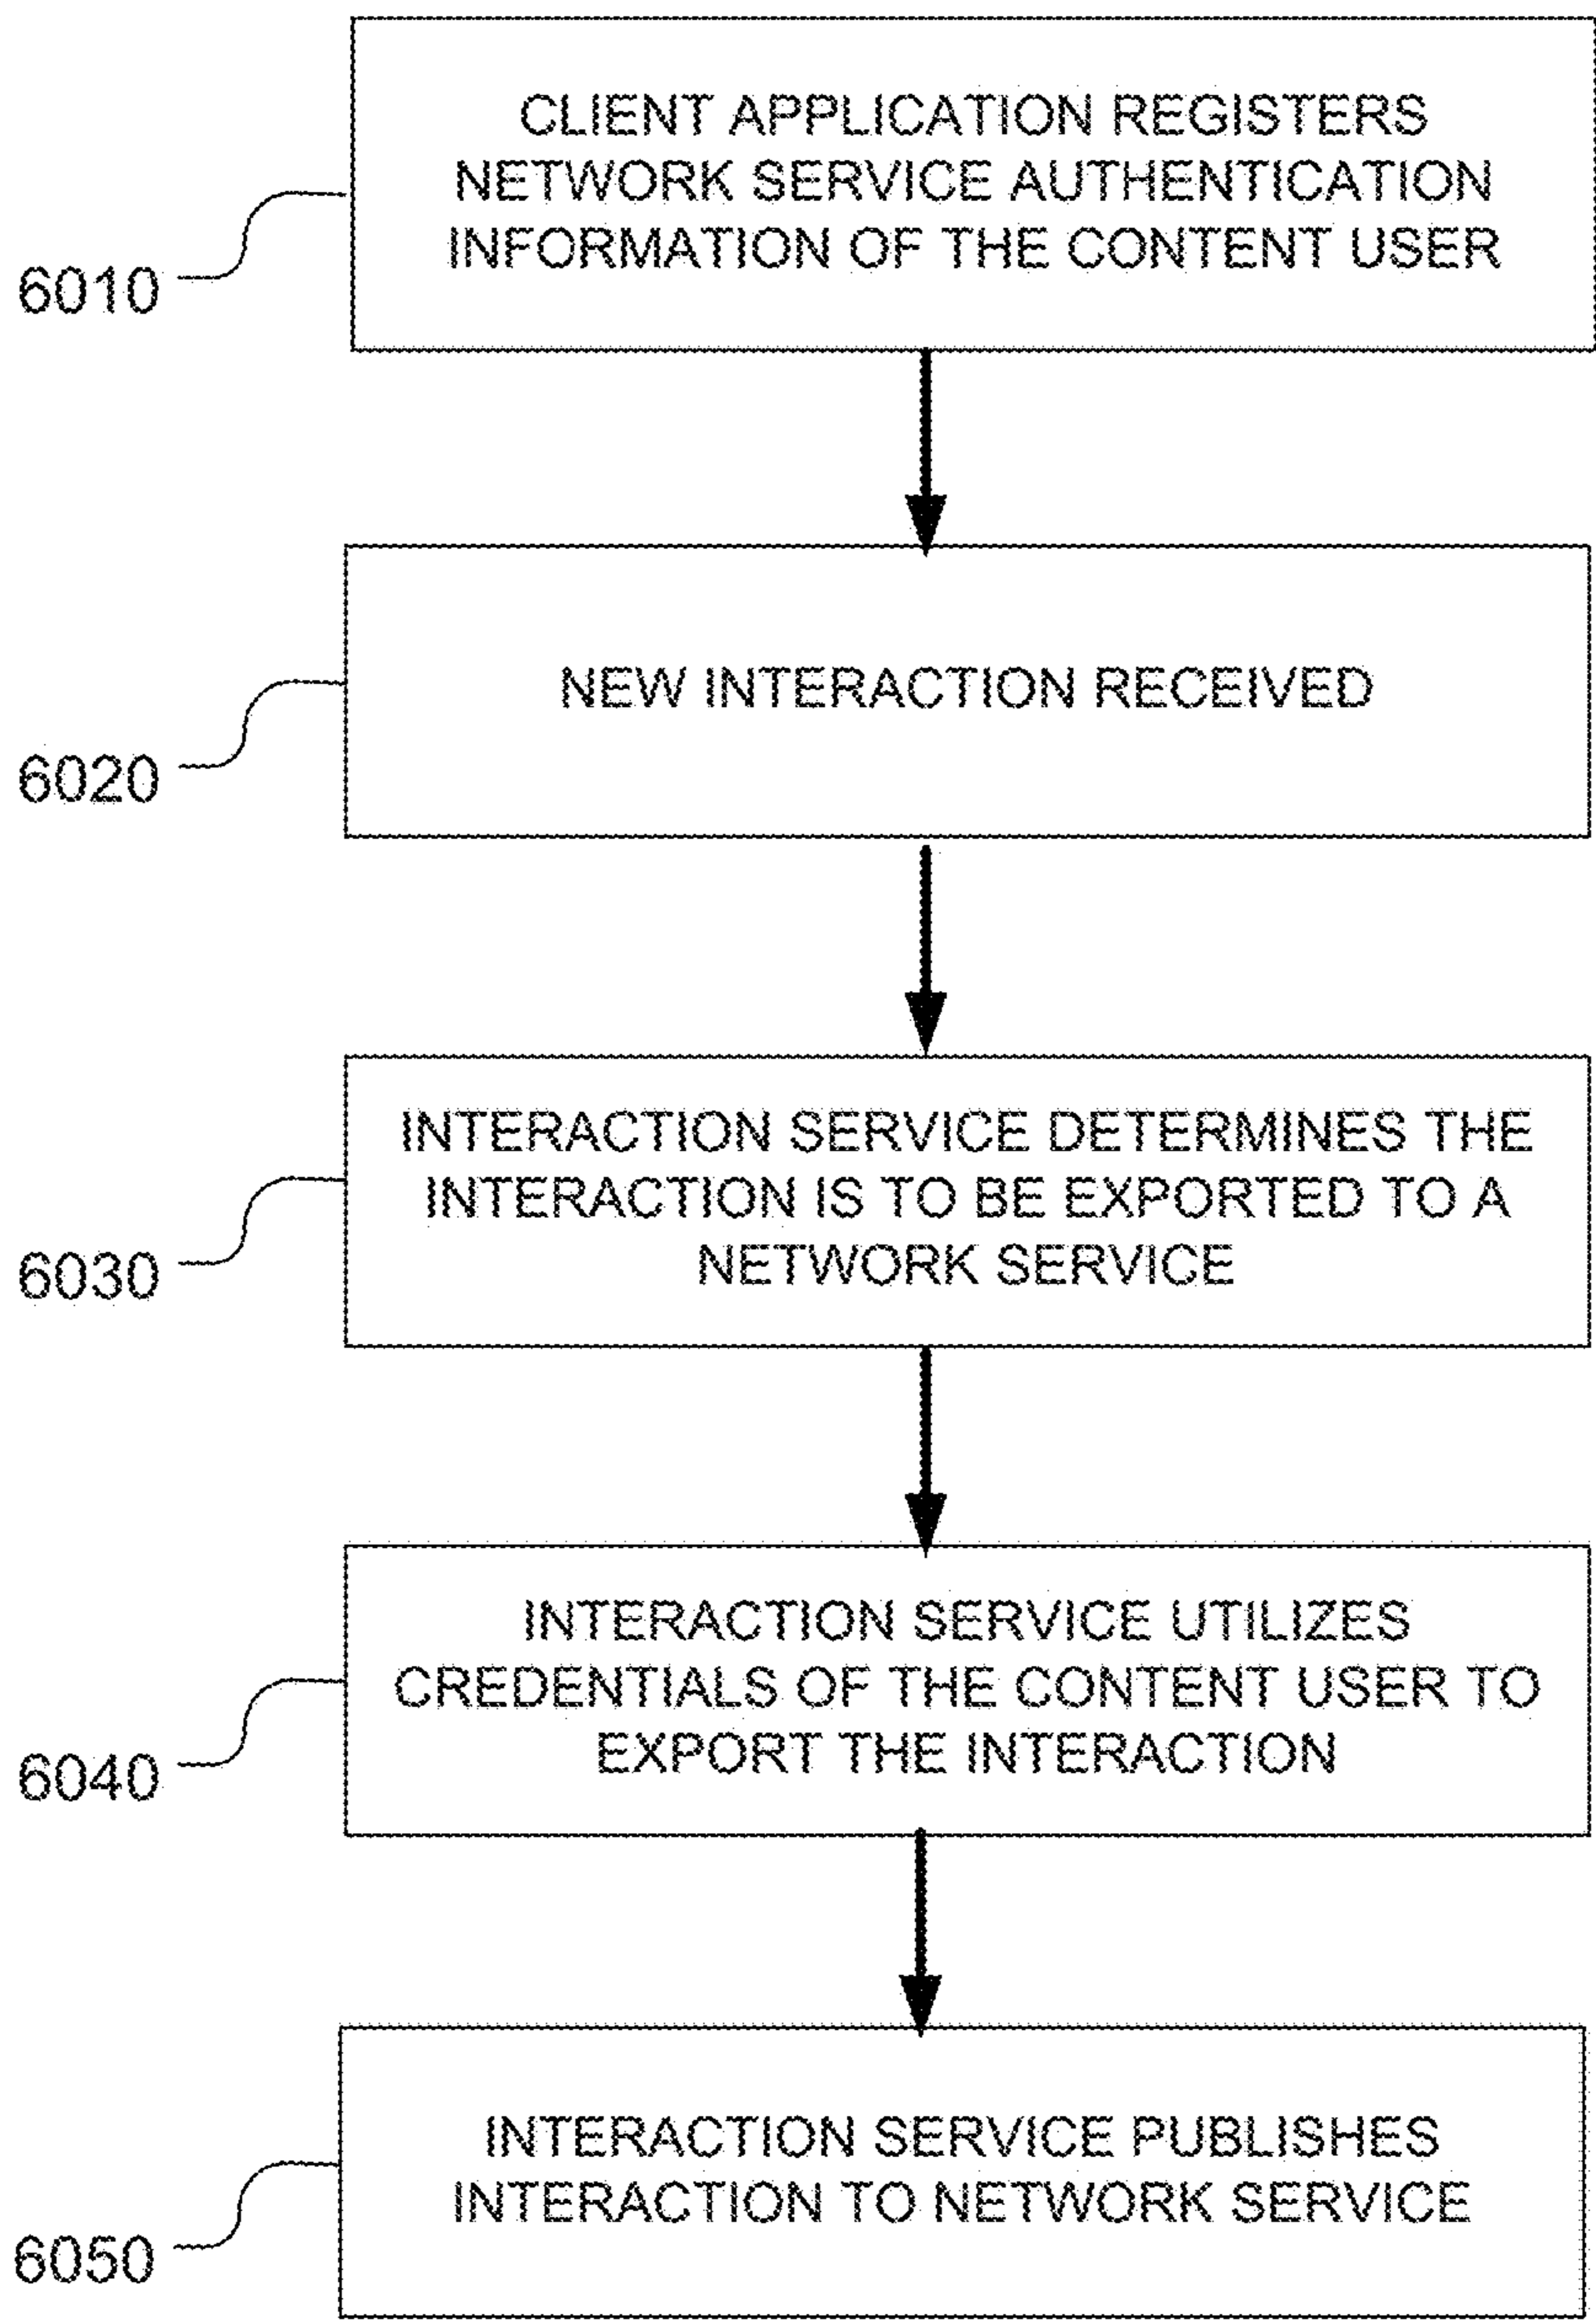 CLIENT APPLICATION REGISTERS
NETWORK SERVICE AUTHENTICATION
INFORMATION OF THE CONTENT USER
6010
NEW INTERACTION RECEIVED
6020
INTERACTION SERVICE DETERMINES THE
INTERACTION IS TO BE EXPORTED TO A
NETWORK SERVICE
6030
INTERACTION SERVICE UTILIZES
CREDENTIALS OF THE CONTENT USER TO
EXPORT THE INTERACTION
6040
INTERACTION SERVICE PUBLISHES
INTERACTION TO NETWORK SERVICE
6050